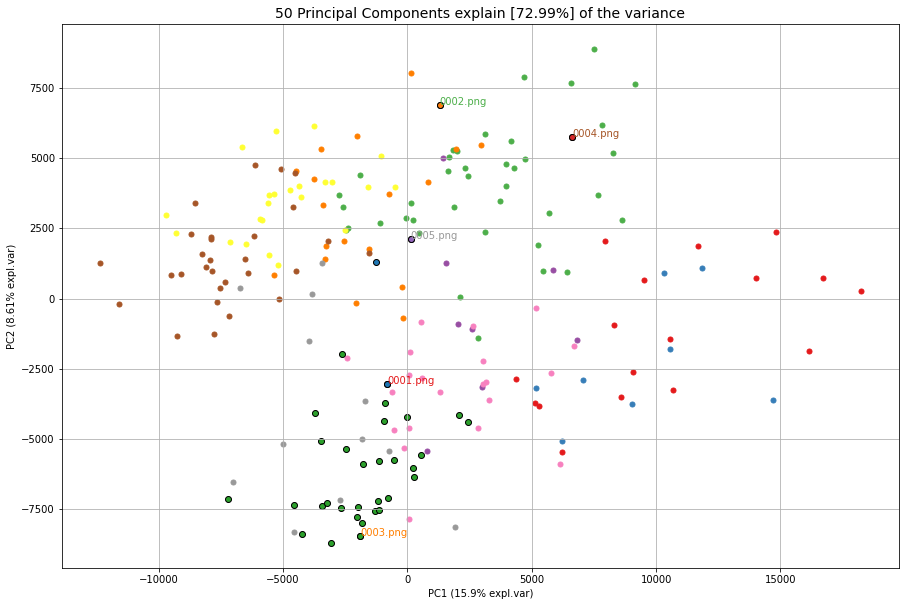 50 Principal Components explain [72.99%] of the variance
PC2 (8.61% expl.var)
7500
5000
2500
0
−2500
−5000
−7500
0002.png
0004.png
0005.png
0001.png
0003.png
−10000
−5000
0
5000
10000
15000
PC1 (15.9% expl.var)